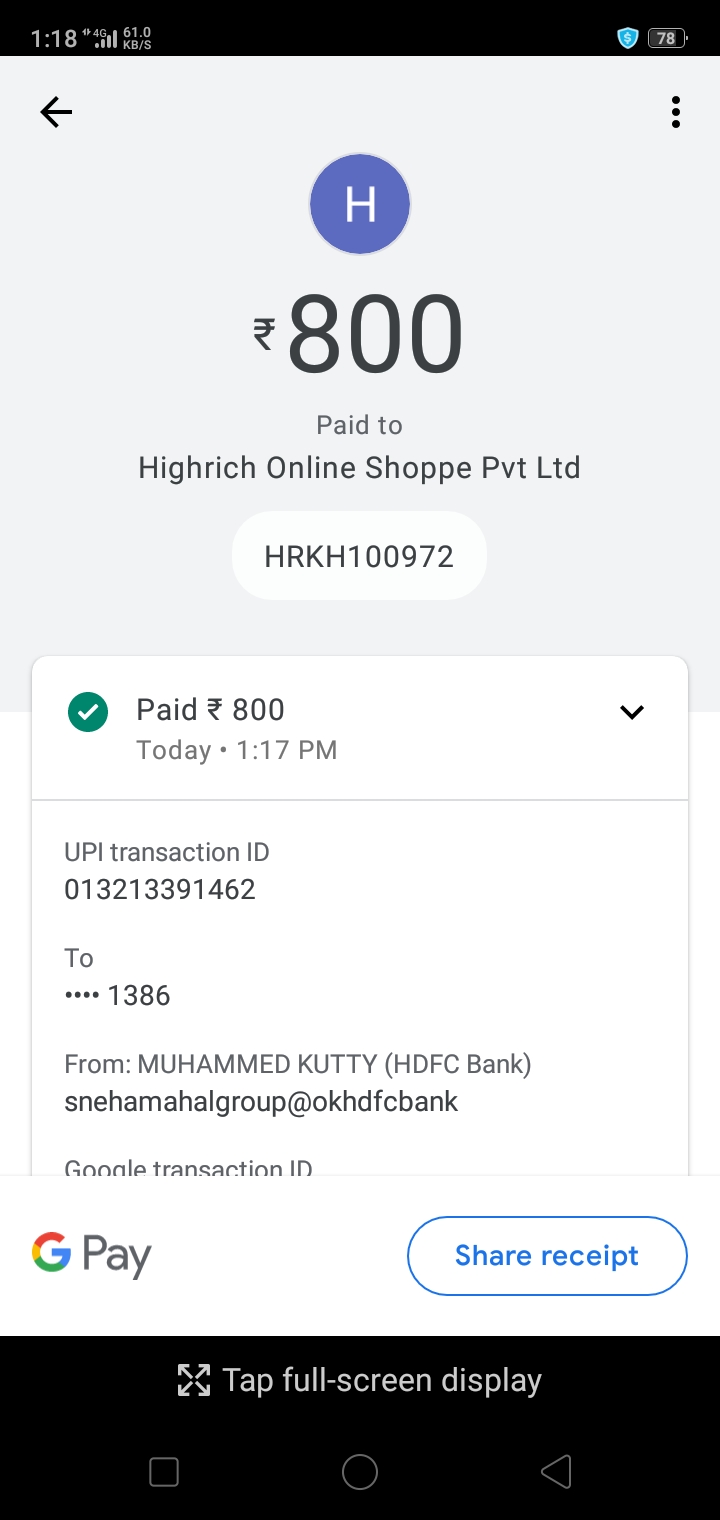 1:18 4G 61.0 KB/S 78
H
₹800
Paid to
Highrich Online Shoppe Pvt Ltd
HRKH100972
Paid ₹ 800
Today • 1:17 PM
UPI transaction ID
013213391462
To
•••• 1386
From: MUHAMMED KUTTY (HDFC Bank)
snehamahalgroup@okhdfcbank
Google transaction ID
G Pay
Share receipt
Tap full-screen display